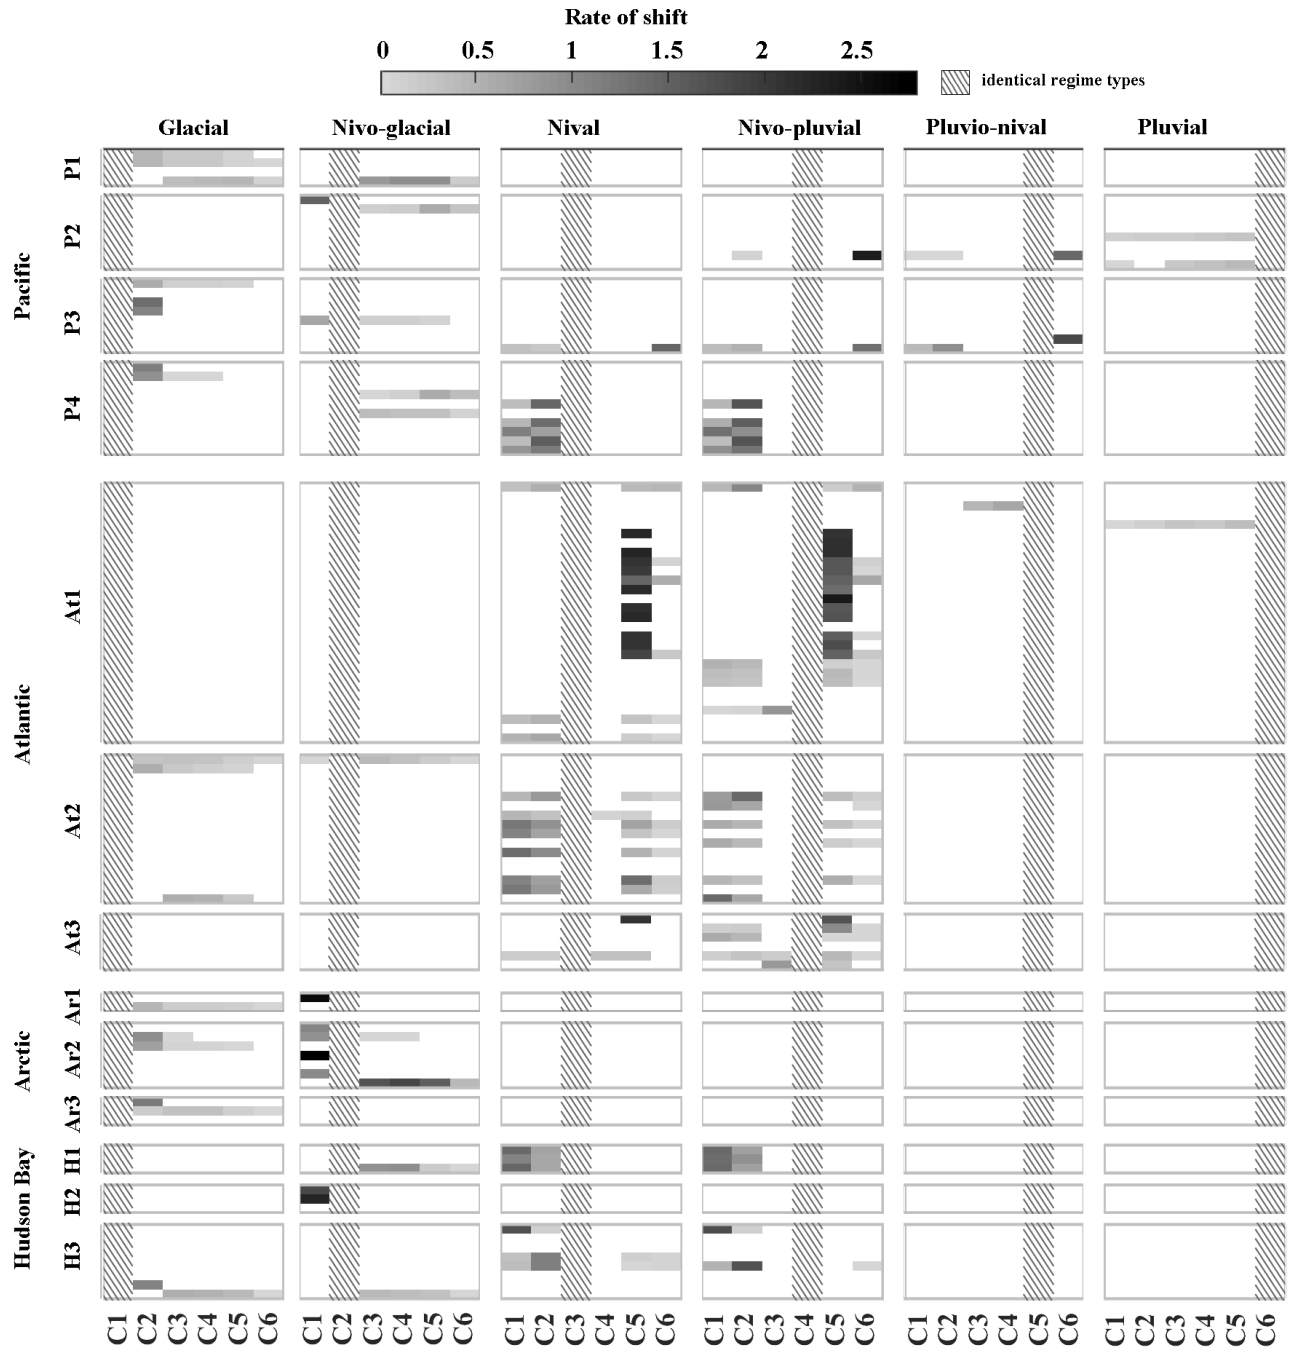 Rate of shift
0 0.5 1 1.5 2 2.5
identical regime types
Glacial Nivo-glacial Nival Nivo-pluvial Pluvio-nival Pluvial
Pacific
P1
P2
P3
P4
Atlantic
At1
At2
At3
Arctic
Ar1
Ar2
Ar3
Hudson Bay
H1
H2
H3
C1 C2 C3 C4 C5 C6 C1 C2 C3 C4 C5 C6 C1 C2 C3 C4 C5 C6 C1 C2 C3 C4 C5 C6 C1 C2 C3 C4 C5 C6 C1 C2 C3 C4 C5 C6